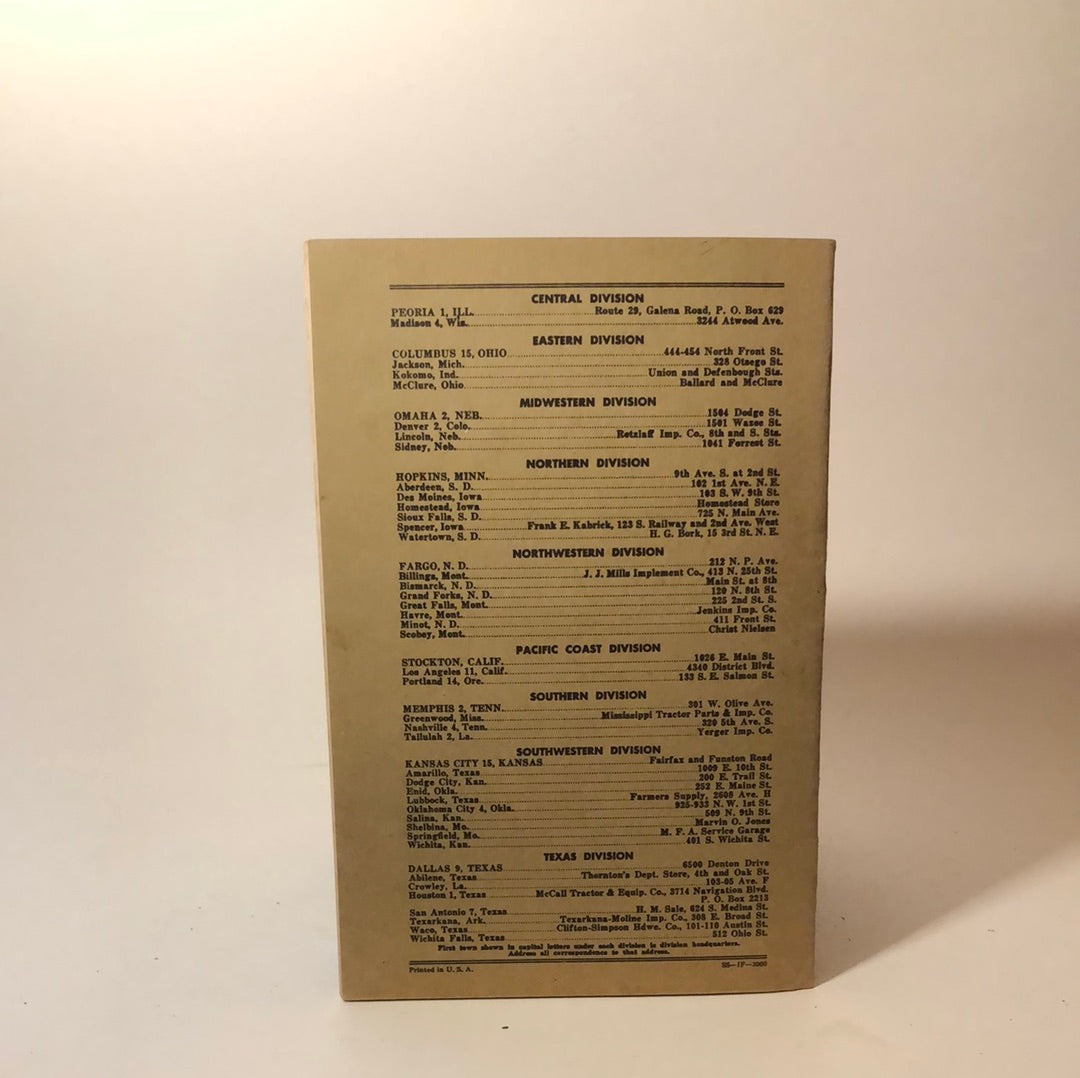 CENTRAL DIVISION
PEORIA 1, ILL. Route 29, Galena Road, P. O. Box 629
Madison 4, Wis. 3244 Atwood Ave.
EASTERN DIVISION
COLUMBUS 15, OHIO 444-454 North Front St.
Jackson, Mich. 328 Otsego St.
Kokomo, Ind. Union and Defenbough Sts.
McClure, Ohio Ballard and McClure
MIDWESTERN DIVISION
OMAHA 2, NEB. 1504 Dodge St.
Denver 2, Colo. 1501 Wazee St.
Lincoln, Neb. Retzlaff Imp. Co., 8th and S. Sts.
Sidney, Neb. 1041 Forrest St.
NORTHERN DIVISION
HOPKINS, MINN. 9th Ave. S. at 2nd St.
Aberdeen, S. D. 102 1st Ave. N. E.
Des Moines, Iowa 103 S. W. 9th St.
Homestead, Iowa Homestead Store
Sioux Falls, S. D. 725 N. Main Ave.
Spencer, Iowa Frank E. Kabrick, 123 S. Railway and 2nd Ave. West
Watertown, S. D. H. G. Bork, 15 3rd St. N. E.
NORTHWESTERN DIVISION
FARGO, N. D. 212 N. P. Ave.
Billings, Mont. J. J. Mills Implement Co., 413 N. 25th St.
Bismarck, N. D. Main St. at 8th
Grand Forks, N. D. 120 N. 8th St.
Great Falls, Mont. 225 2nd St. S.
Havre, Mont. Jenkins Imp. Co.
Minot, N. D. 411 Front St.
Scobey, Mont. Christ Nielsen
PACIFIC COAST DIVISION
STOCKTON, CALIF. 1026 E. Main St.
Los Angeles 11, Calif. 4340 District Blvd.
Portland 14, Ore. 133 S. E. Salmon St.
SOUTHERN DIVISION
MEMPHIS 2, TENN. 301 W. Olive Ave.
Greenwood, Miss. Mississippi Tractor Parts & Imp. Co.
Nashville 4, Tenn. 320 5th Ave. S.
Tallulah 2, La. Yerger Imp. Co.
SOUTHWESTERN DIVISION
KANSAS CITY 15, KANSAS Fairfax and Funston Road
Amarillo, Texas 1009 E. 10th St.
Dodge City, Kan. 200 E. Trail St.
Enid, Okla. 252 E. Maine St.
Lubbock, Texas Farmers Supply, 2608 Ave. H
Oklahoma City 4, Okla. 925-933 N. W. 1st St.
Salina, Kan. 509 N. 9th St.
Shelbina, Mo. Marvin O. Jones
Springfield, Mo. M. F. A. Service Garage
Wichita, Kan. 401 S. Wichita St.
TEXAS DIVISION
DALLAS 9, TEXAS 6500 Denton Drive
Abilene, Texas Thornton's Dept. Store, 4th and Oak St.
Crowley, La. 103-05 Ave. F
Houston 1, Texas McCall Tractor & Equip. Co., 3714 Navigation Blvd.
P. O. Box 2213
San Antonio 7, Texas H. M. Sale, 624 S. Medina St.
Texarkana, Ark. Texarkana-Moline Imp. Co., 308 E. Broad St.
Waco, Texas Clifton-Simpson Hdwe. Co., 101-110 Austin St.
Wichita Falls, Texas 512 Ohio St.
First town shown in capital letters under each division is division headquarters.
Address all correspondence to that address.
Printed in U. S. A.